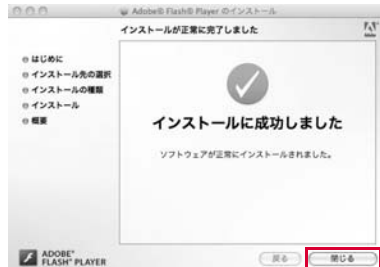 Adobe® Flash® Player のインストール
インストールが正常に完了しました
Adobe
はじめに
インストール先の選択
インストールの種類
インストール
概要
インストールに成功しました
ソフトウェアが正常にインストールされました。
ADOBE®
FLASH® PLAYER
戻る
閉じる